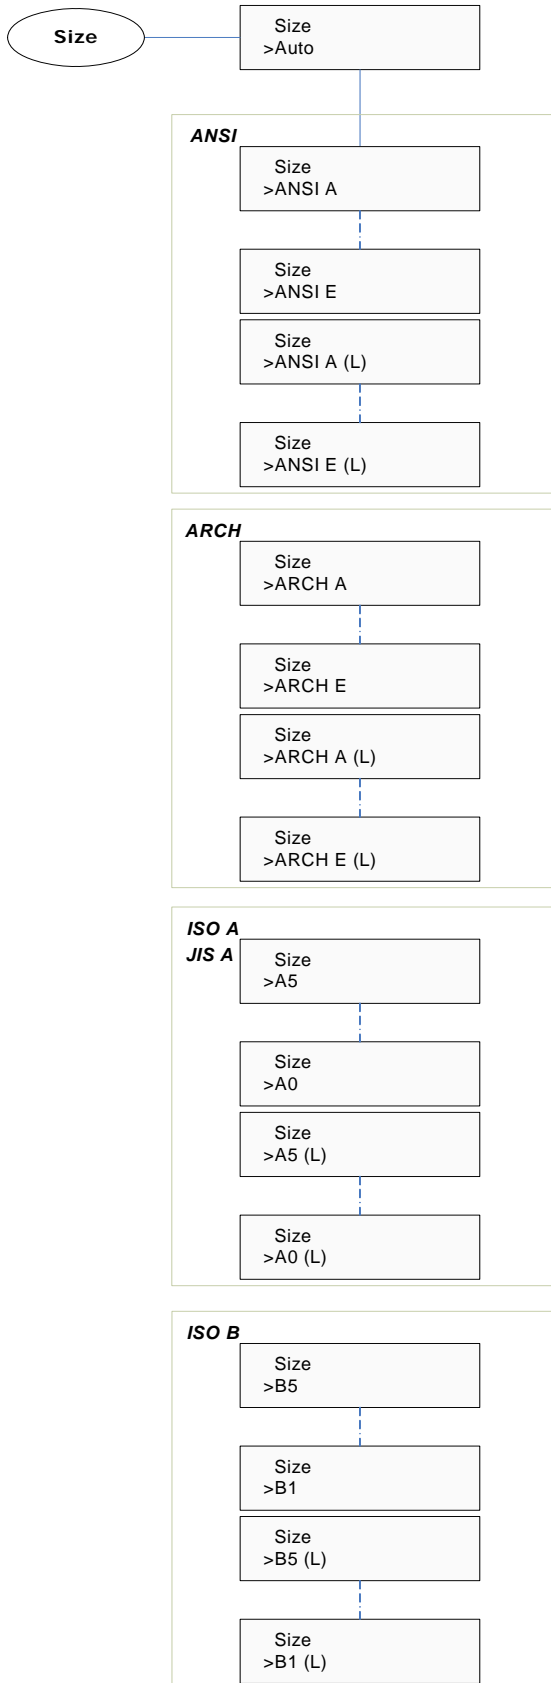 Size
Size
>Auto
ANSI
Size
>ANSI A
Size
>ANSI E
Size
>ANSI A (L)
Size
>ANSI E (L)
ARCH
Size
>ARCH A
Size
>ARCH E
Size
>ARCH A (L)
Size
>ARCH E (L)
ISO A
JIS A
Size
>A5
Size
>A0
Size
>A5 (L)
Size
>A0 (L)
ISO B
Size
>B5
Size
>B1
Size
>B5 (L)
Size
>B1 (L)